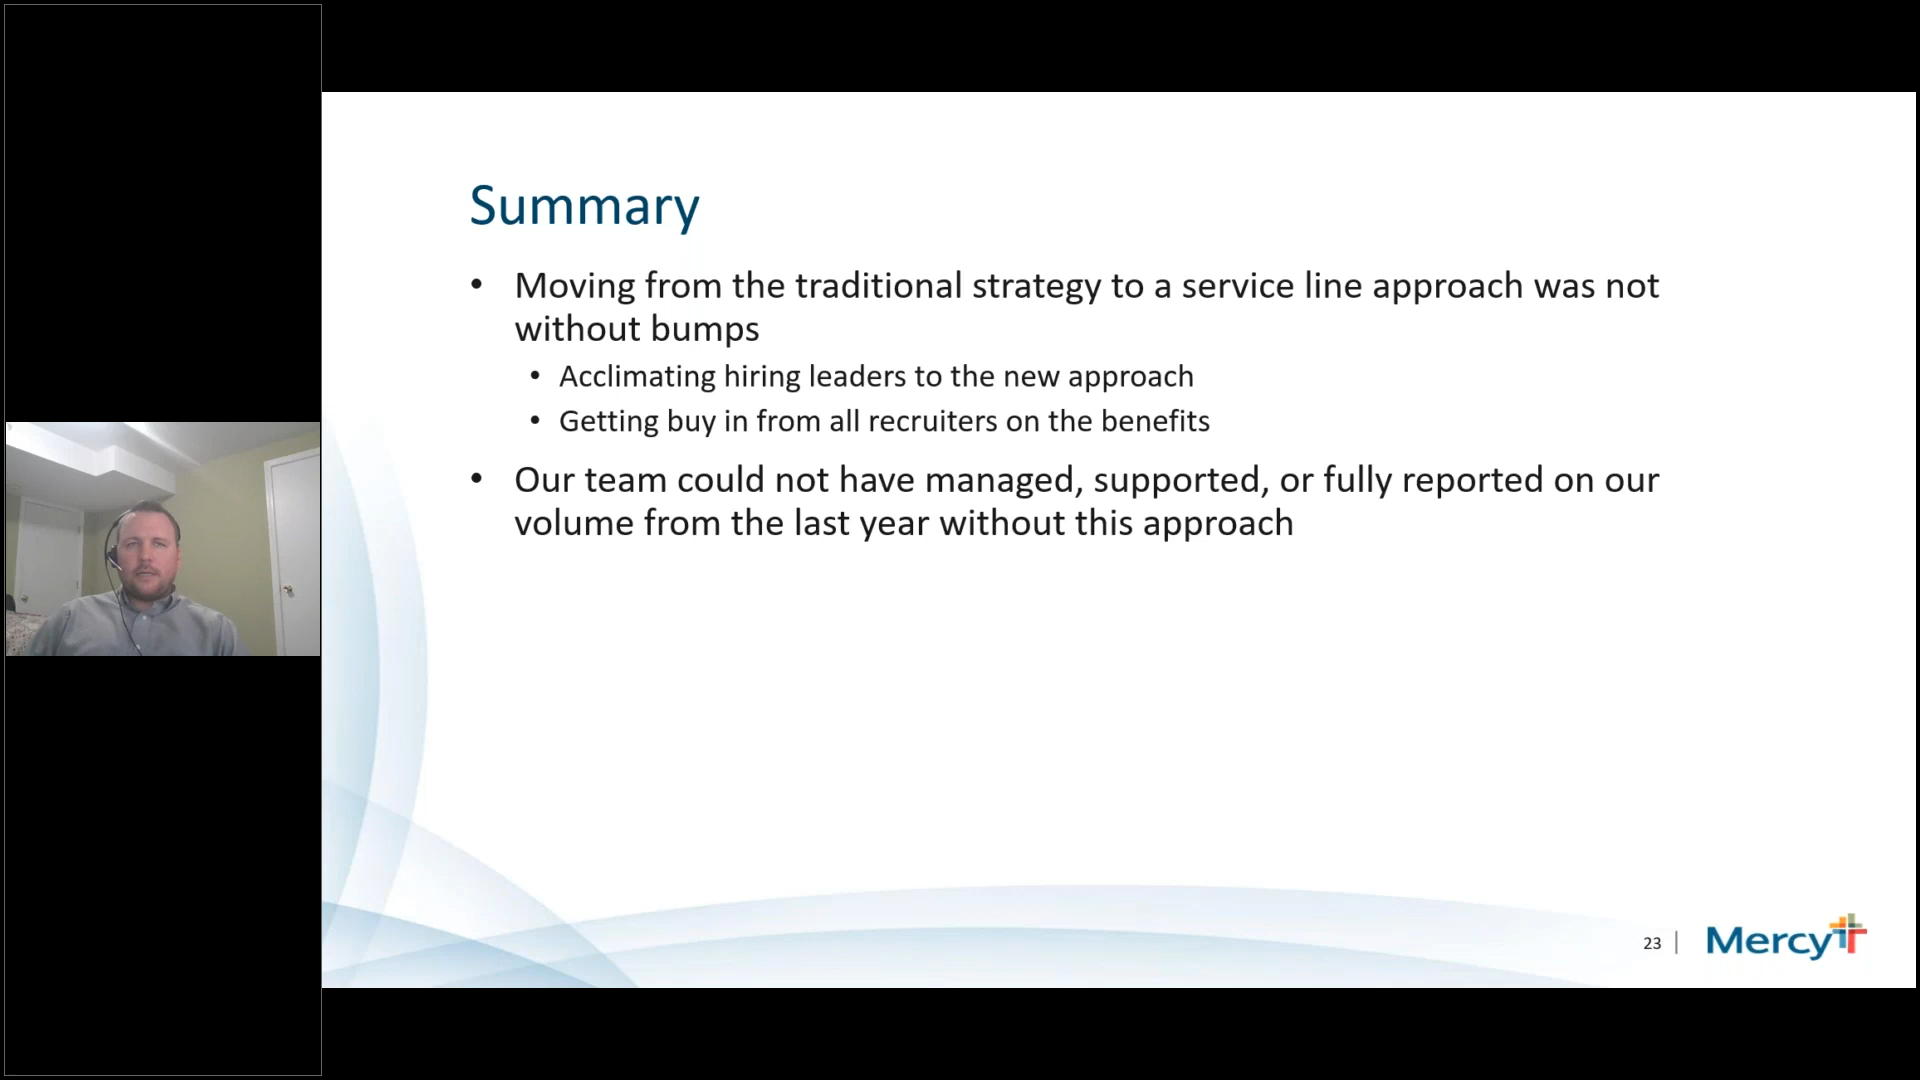 Summary
• Moving from the traditional strategy to a service line approach was not
without bumps
• Acclimating hiring leaders to the new approach
• Getting buy in from all recruiters on the benefits
• Our team could not have managed, supported, or fully reported on our
volume from the last year without this approach
23 |
Mercy